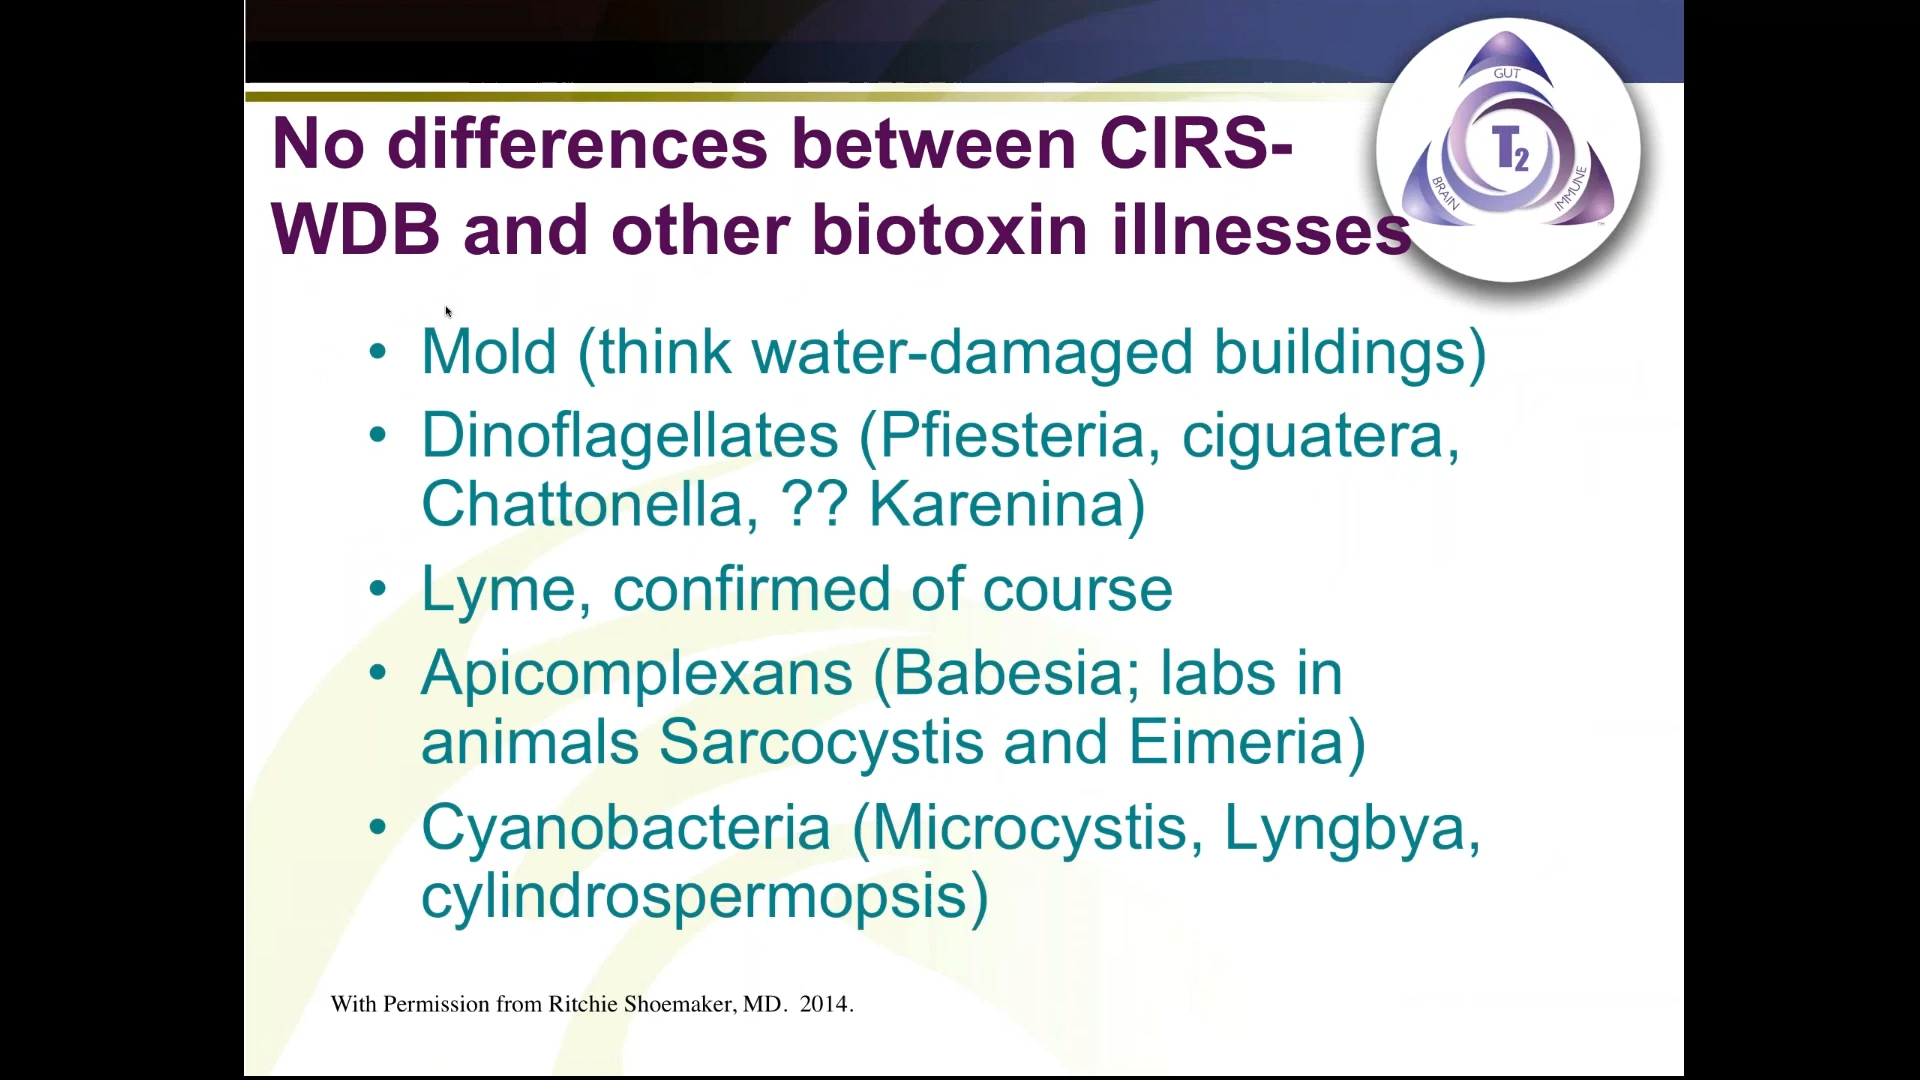 No differences between CIRS-
WDB and other biotoxin illnesses
GUT
T2
BRAIN
IMMUNE
™
• Mold (think water-damaged buildings)
• Dinoflagellates (Pfiesteria, ciguatera,
Chattonella, ?? Karenina)
• Lyme, confirmed of course
• Apicomplexans (Babesia; labs in
animals Sarcocystis and Eimeria)
• Cyanobacteria (Microcystis, Lyngbya,
cylindrospermopsis)
With Permission from Ritchie Shoemaker, MD. 2014.